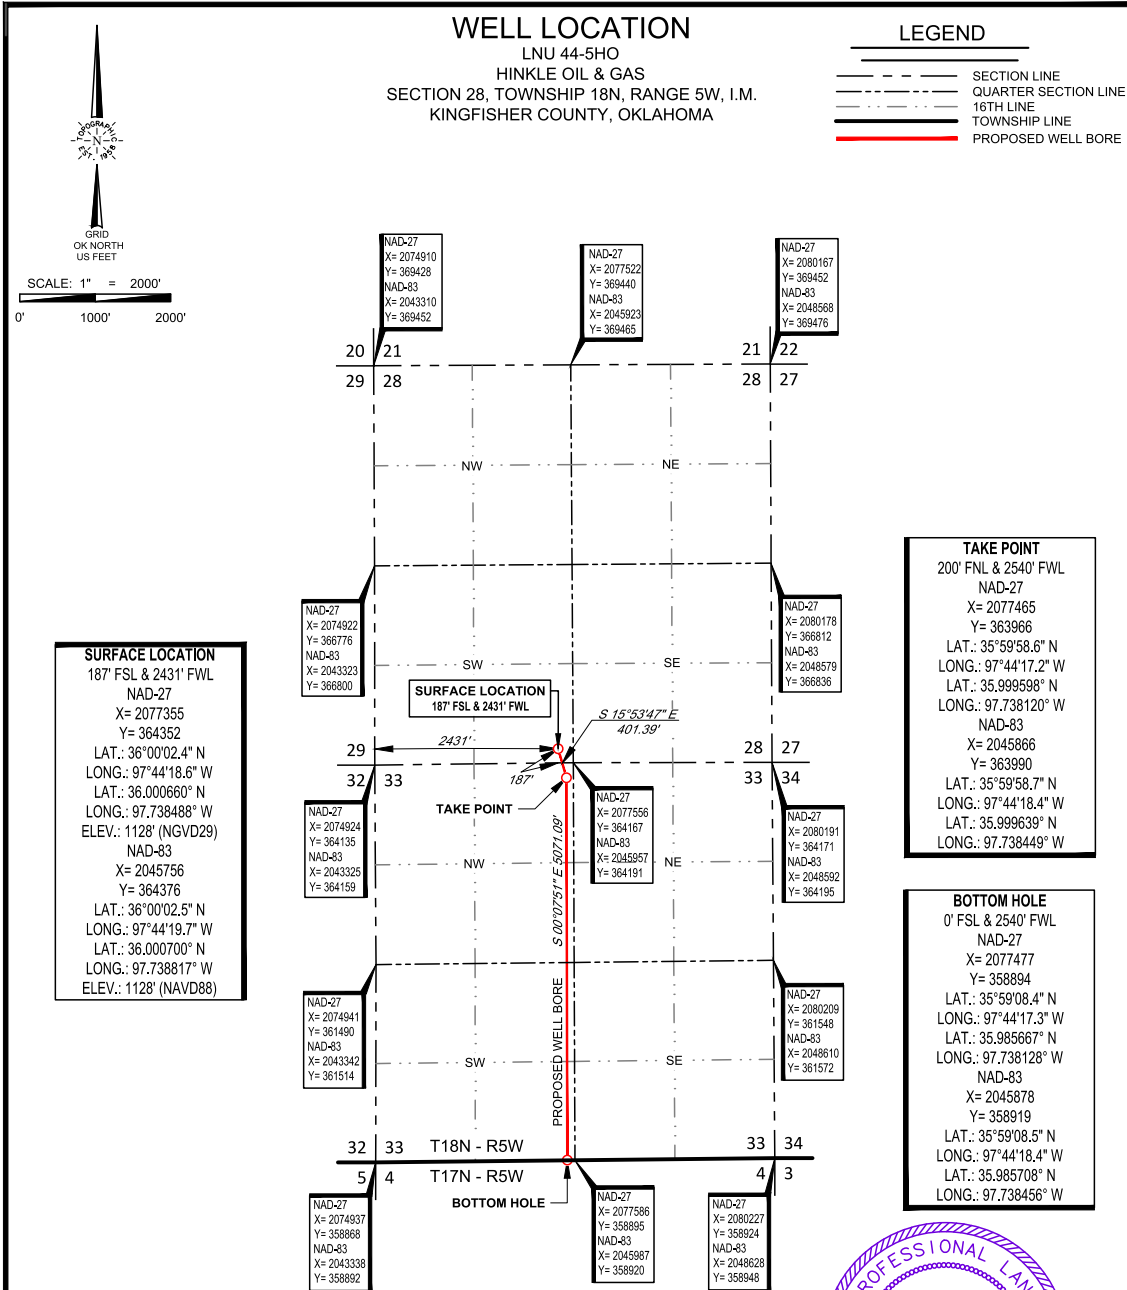 WELL LOCATION
LNU 44-5HO
HINKLE OIL & GAS
SECTION 28, TOWNSHIP 18N, RANGE 5W, I.M.
KINGFISHER COUNTY, OKLAHOMA
LEGEND
SECTION LINE
QUARTER SECTION LINE
16TH LINE
TOWNSHIP LINE
PROPOSED WELL BORE
TOPOGRAPHIC
N
EST. 1958
GRID
OK NORTH
US FEET
SCALE: 1" = 2000'
0' 1000' 2000'
NAD-27
X= 2074910
Y= 369428
NAD-83
X= 2043310
Y= 369452
NAD-27
X= 2077522
Y= 369440
NAD-83
X= 2045923
Y= 369465
NAD-27
X= 2080167
Y= 369452
NAD-83
X= 2048568
Y= 369476
20 21
29 28
21 22
28 27
NW
NE
NAD-27
X= 2074922
Y= 366776
NAD-83
X= 2043323
Y= 366800
NAD-27
X= 2080178
Y= 366812
NAD-83
X= 2048579
Y= 366836
SW
SE
SURFACE LOCATION
187' FSL & 2431' FWL
NAD-27
X= 2077355
Y= 364352
LAT.: 36°00'02.4" N
LONG.: 97°44'18.6" W
LAT.: 36.000660° N
LONG.: 97.738488° W
ELEV.: 1128' (NGVD29)
NAD-83
X= 2045756
Y= 364376
LAT.: 36°00'02.5" N
LONG.: 97°44'19.7" W
LAT.: 36.000700° N
LONG.: 97.738817° W
ELEV.: 1128' (NAVD88)
SURFACE LOCATION
187' FSL & 2431' FWL
S 15°53'47" E
401.39'
2431'
187'
29
32 33
28 27
33 34
TAKE POINT
NAD-27
X= 2074924
Y= 364135
NAD-83
X= 2043325
Y= 364159
NAD-27
X= 2077556
Y= 364167
NAD-83
X= 2045957
Y= 364191
NAD-27
X= 2080191
Y= 364171
NAD-83
X= 2048592
Y= 364195
NW
NE
S 00°07'51" E 5071.09'
PROPOSED WELL BORE
NAD-27
X= 2074941
Y= 361490
NAD-83
X= 2043342
Y= 361514
NAD-27
X= 2080209
Y= 361548
NAD-83
X= 2048610
Y= 361572
SW
SE
32 33
T18N - R5W
33 34
5 4
T17N - R5W
4 3
BOTTOM HOLE
NAD-27
X= 2074937
Y= 358868
NAD-83
X= 2043338
Y= 358892
NAD-27
X= 2077586
Y= 358895
NAD-83
X= 2045987
Y= 358920
NAD-27
X= 2080227
Y= 358924
NAD-83
X= 2048628
Y= 358948
TAKE POINT
200' FNL & 2540' FWL
NAD-27
X= 2077465
Y= 363966
LAT.: 35°59'58.6" N
LONG.: 97°44'17.2" W
LAT.: 35.999598° N
LONG.: 97.738120° W
NAD-83
X= 2045866
Y= 363990
LAT.: 35°59'58.7" N
LONG.: 97°44'18.4" W
LAT.: 35.999639° N
LONG.: 97.738449° W
BOTTOM HOLE
0' FSL & 2540' FWL
NAD-27
X= 2077477
Y= 358894
LAT.: 35°59'08.4" N
LONG.: 97°44'17.3" W
LAT.: 35.985667° N
LONG.: 97.738128° W
NAD-83
X= 2045878
Y= 358919
LAT.: 35°59'08.5" N
LONG.: 97°44'18.4" W
LAT.: 35.985708° N
LONG.: 97.738456° W
ROFESSIONAL LAN